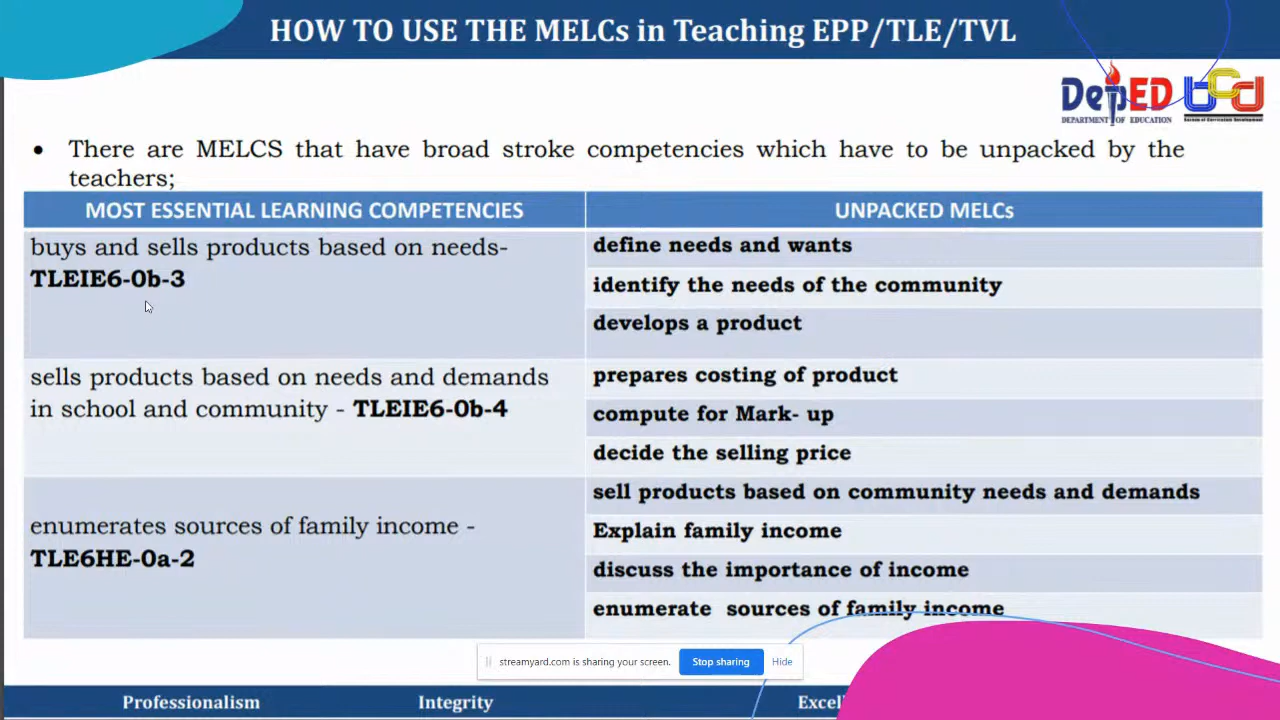 HOW TO USE THE MELCs in Teaching EPP/TLE/TVL
DepED
DEPARTMENT OF EDUCATION
bcd
Bureau of Curriculum Development
• There are MELCS that have broad stroke competencies which have to be unpacked by the
teachers;
MOST ESSENTIAL LEARNING COMPETENCIES
UNPACKED MELCs
buys and sells products based on needs-
TLEIE6-0b-3
define needs and wants
identify the needs of the community
develops a product
sells products based on needs and demands
in school and community - TLEIE6-0b-4
prepares costing of product
compute for Mark- up
decide the selling price
enumerates sources of family income -
TLE6HE-0a-2
sell products based on community needs and demands
Explain family income
discuss the importance of income
enumerate sources of family income
streamyard.com is sharing your screen.
Stop sharing
Hide
Professionalism
Integrity
Excel